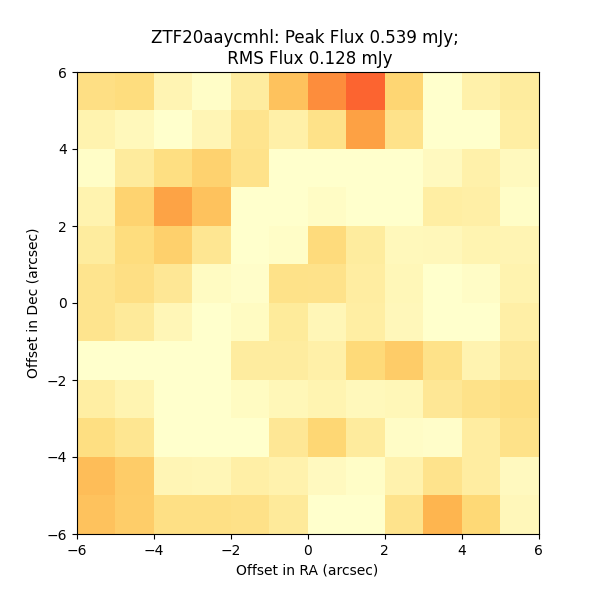 ZTF20aaycmhl: Peak Flux 0.539 mJy;
RMS Flux 0.128 mJy
6
4
2
0
−2
−4
−6
Offset in Dec (arcsec)
−6 −4 −2 0 2 4 6
Offset in RA (arcsec)